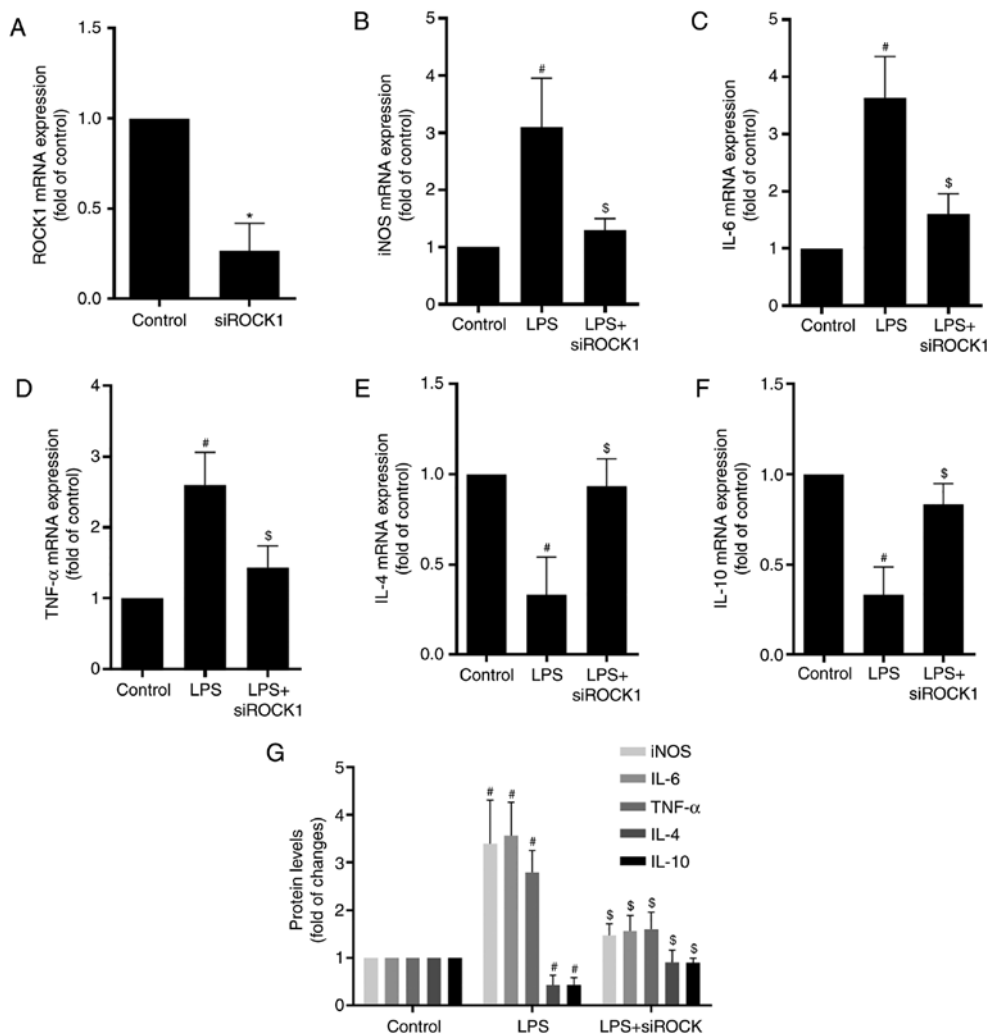 A
ROCK1 mRNA expression
(fold of control)
1.5
1.0
0.5
0.0
*
Control
siROCK1
B
iNOS mRNA expression
(fold of control)
5
4
3
2
1
0
#
$
Control
LPS
LPS+
siROCK1
C
IL-6 mRNA expression
(fold of control)
5
4
3
2
1
0
#
$
Control
LPS
LPS+
siROCK1
D
TNF-α mRNA expression
(fold of control)
4
3
2
1
0
#
$
Control
LPS
LPS+
siROCK1
E
IL-4 mRNA expression
(fold of control)
1.5
1.0
0.5
0.0
#
$
Control
LPS
LPS+
siROCK1
F
IL-10 mRNA expression
(fold of control)
1.5
1.0
0.5
0.0
#
$
Control
LPS
LPS+
siROCK1
G
Protein levels
(fold of changes)
5
4
3
2
1
0
iNOS
IL-6
TNF-α
IL-4
IL-10
# # # # #
$ $ $ $ $
Control
LPS
LPS+siROCK